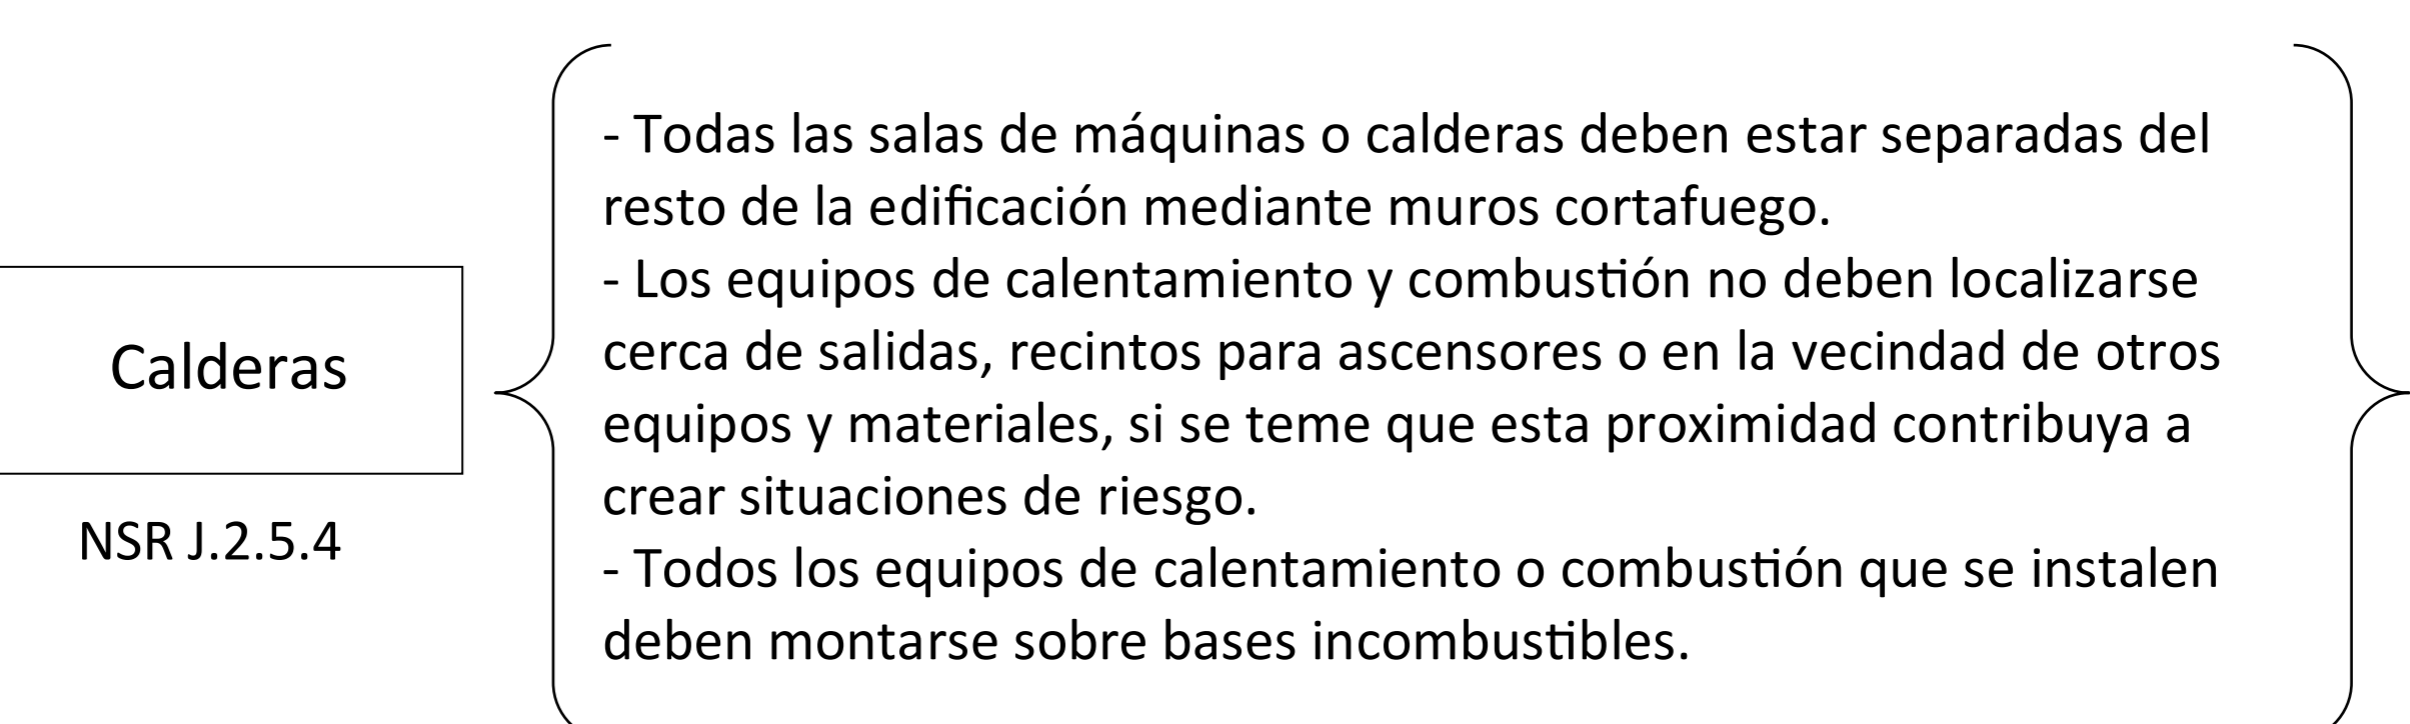 Calderas
NSR J.2.5.4
- Todas las salas de máquinas o calderas deben estar separadas del
resto de la edificación mediante muros cortafuego.
- Los equipos de calentamiento y combustión no deben localizarse
cerca de salidas, recintos para ascensores o en la vecindad de otros
equipos y materiales, si se teme que esta proximidad contribuya a
crear situaciones de riesgo.
- Todos los equipos de calentamiento o combustión que se instalen
deben montarse sobre bases incombustibles.